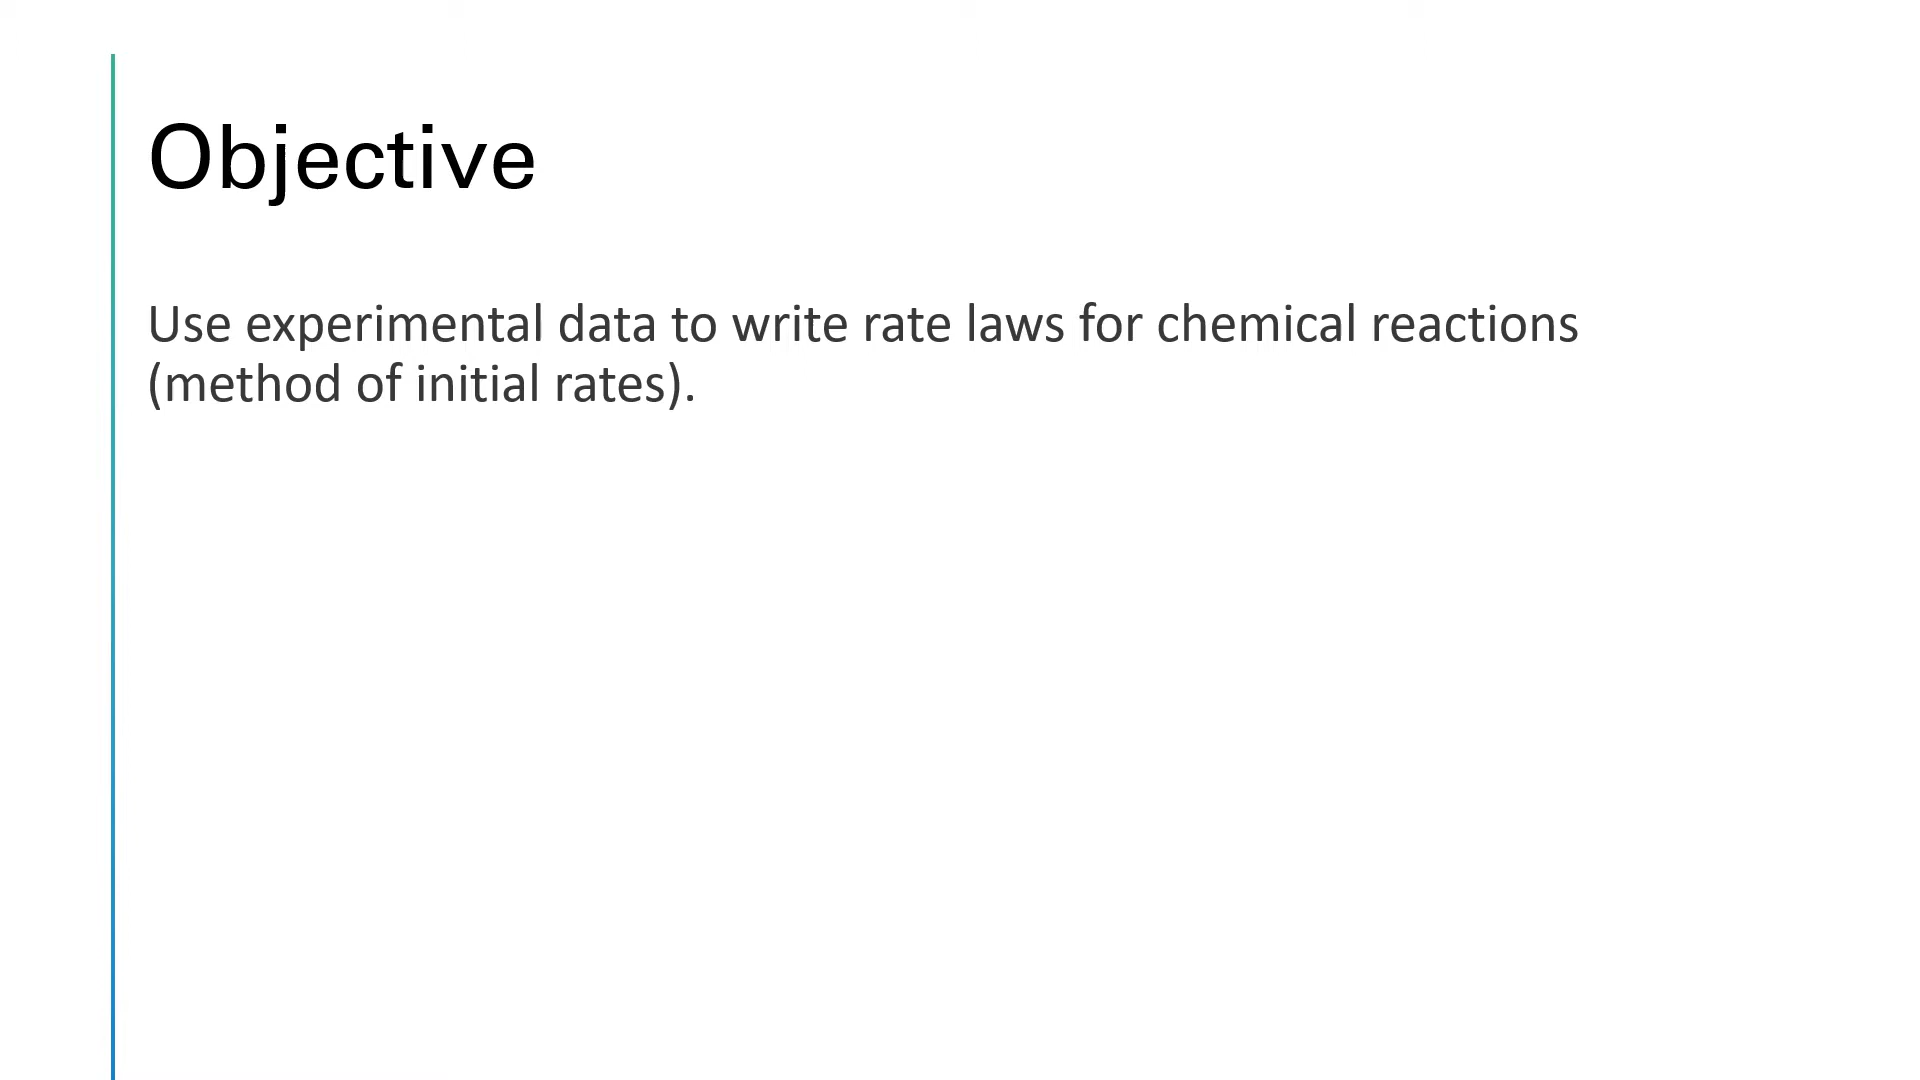 Objective
Use experimental data to write rate laws for chemical reactions
(method of initial rates).